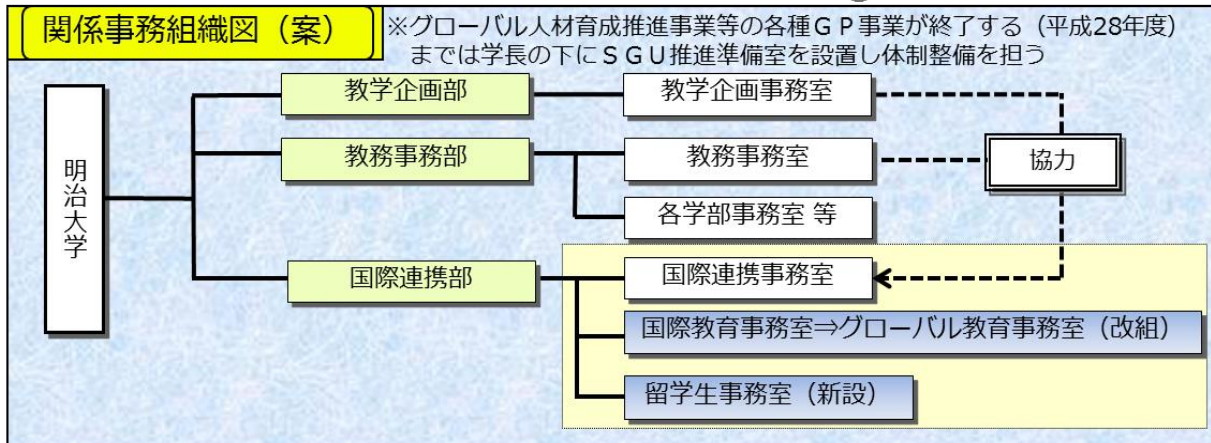 関係事務組織図(案)
※グローバル人材育成推進事業等の各種GP事業が終了する(平成28年度)
までは学長の下にSGU推進準備室を設置し体制整備を担う
明治大学
教学企画部
教学企画事務室
教務事務部
教務事務室
協力
各学部事務室 等
国際連携部
国際連携事務室
国際教育事務室⇒グローバル教育事務室(改組)
留学生事務室(新設)